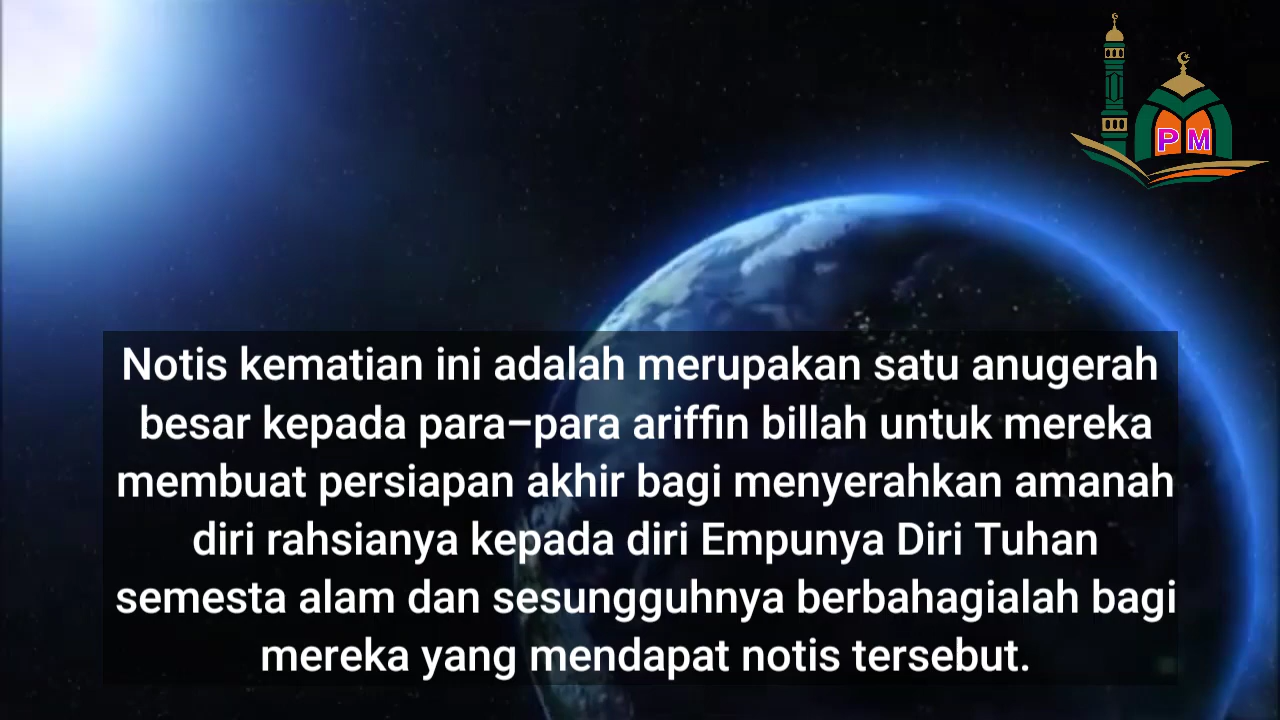 P M
Notis kematian ini adalah merupakan satu anugerah
besar kepada para–para ariffin billah untuk mereka
membuat persiapan akhir bagi menyerahkan amanah
diri rahsianya kepada diri Empunya Diri Tuhan
semesta alam dan sesungguhnya berbahagialah bagi
mereka yang mendapat notis tersebut.